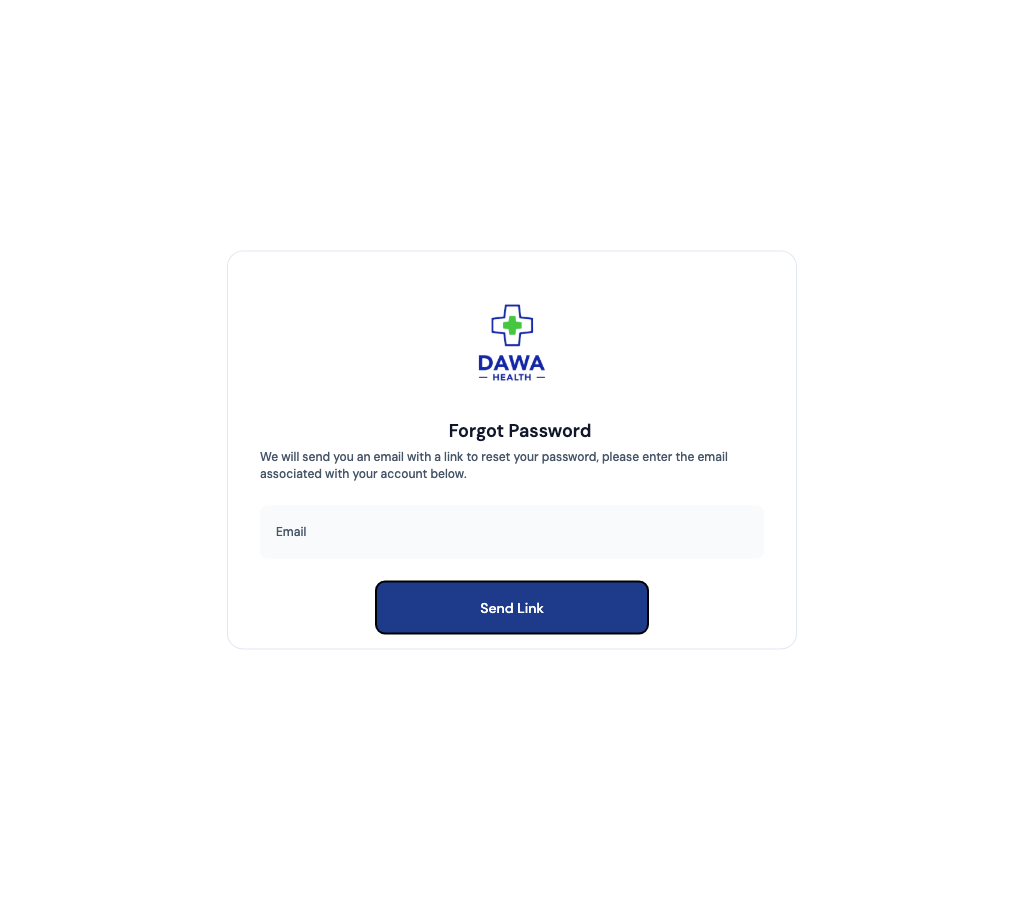 DAWA
HEALTH
Forgot Password
We will send you an email with a link to reset your password, please enter the email
associated with your account below.
Email
Send Link